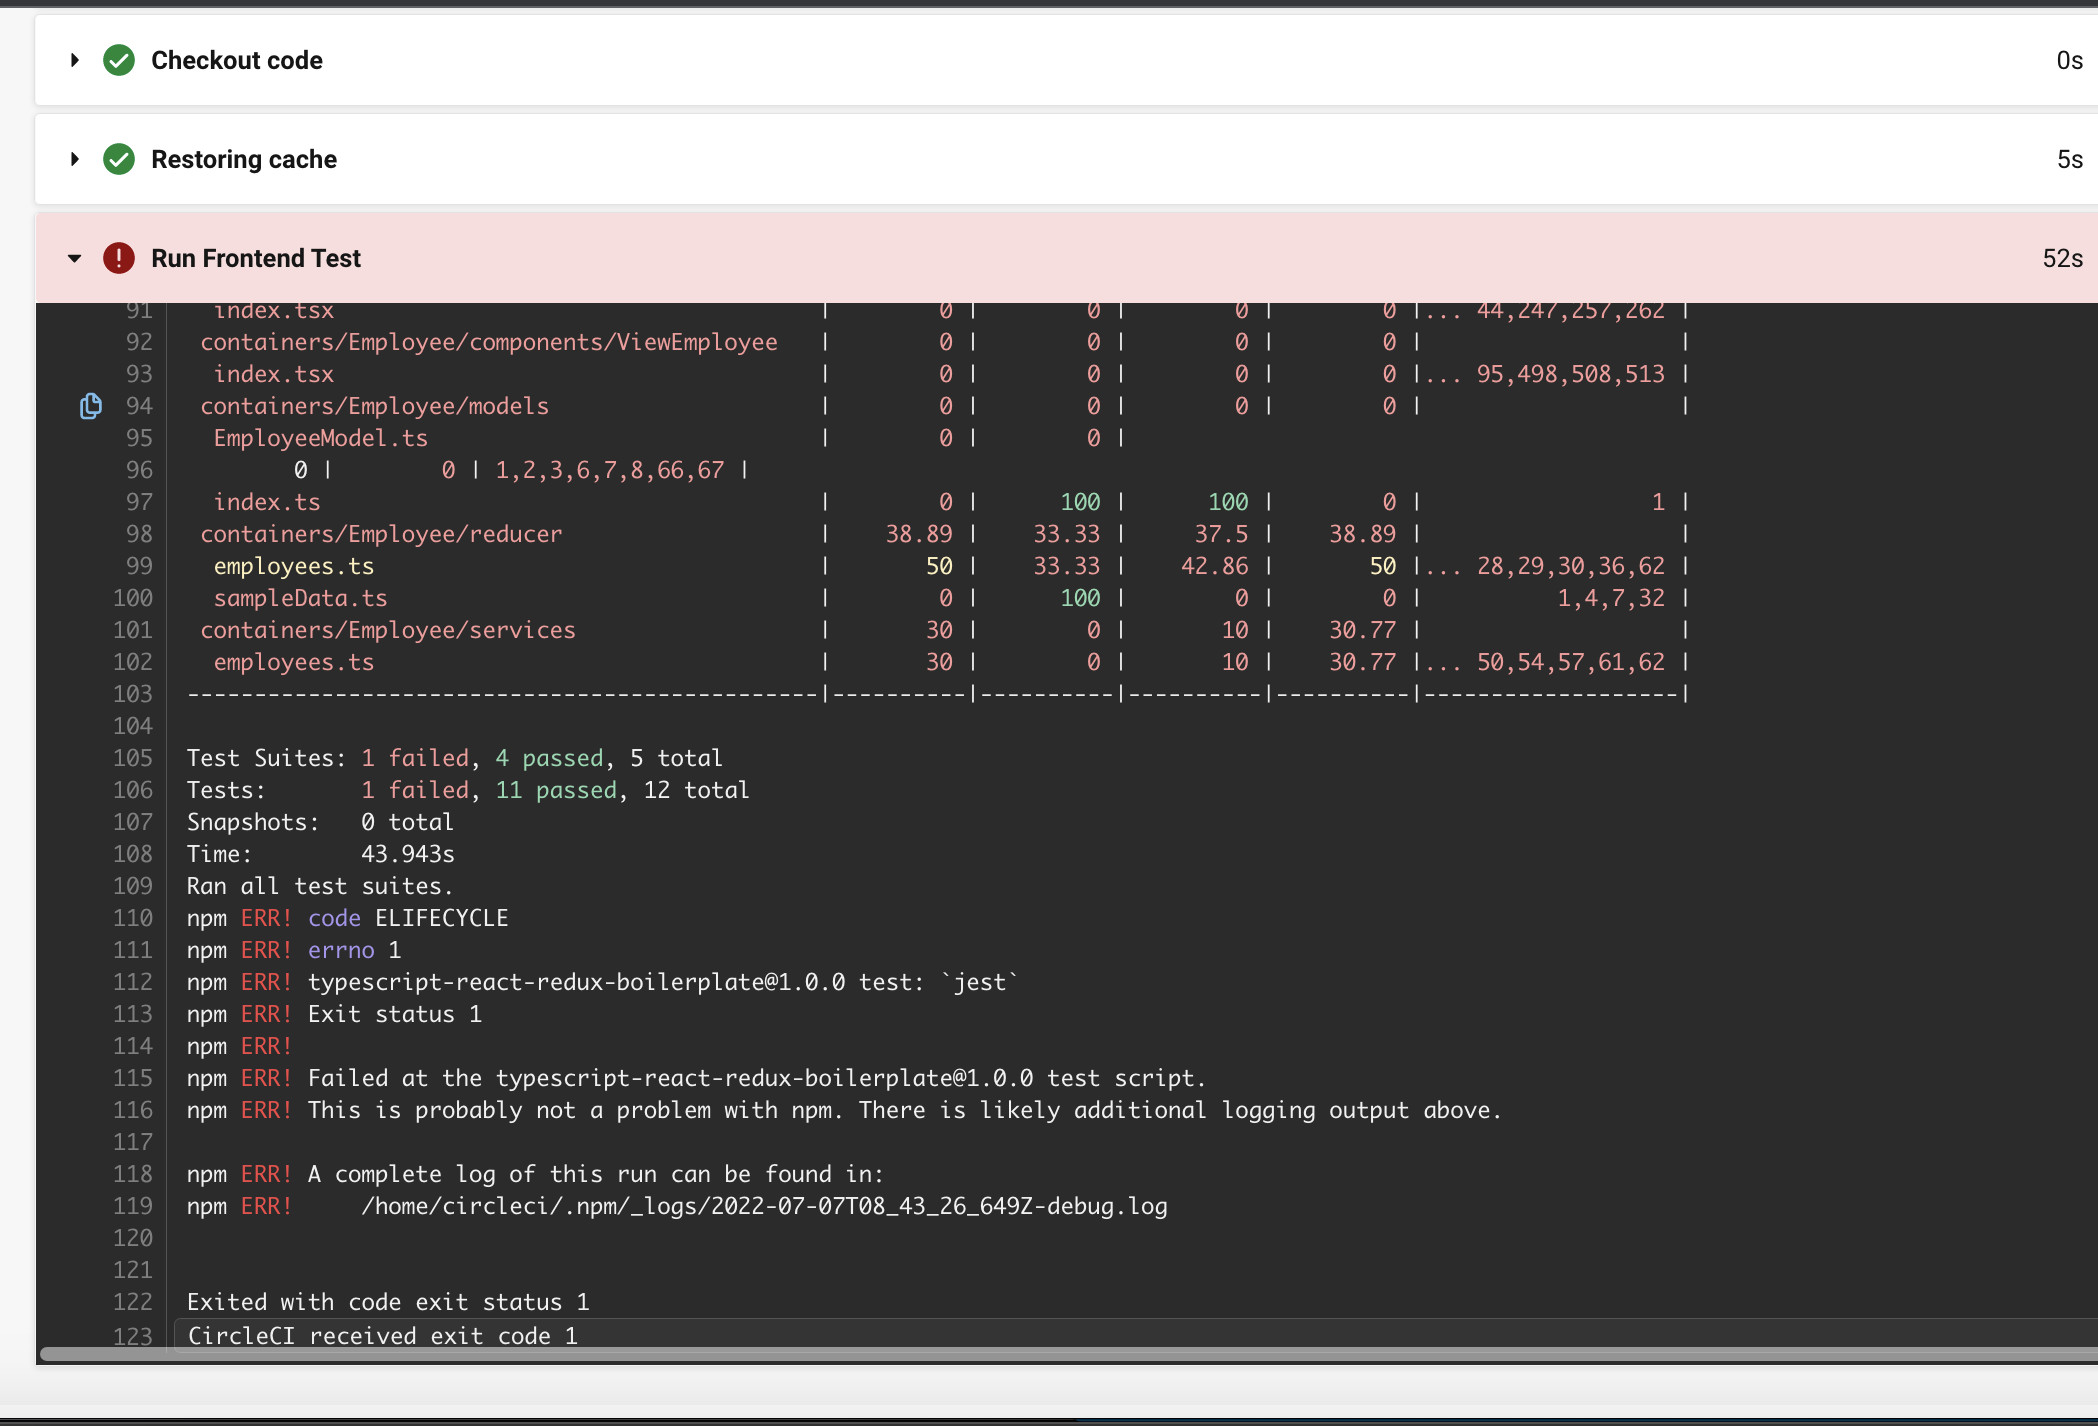 Checkout code 0s
Restoring cache 5s
Run Frontend Test 52s
91 index.tsx | 0 | 0 | 0 | 0 |... 44,247,257,262 |
92 containers/Employee/components/ViewEmployee | 0 | 0 | 0 | 0 | |
93 index.tsx | 0 | 0 | 0 | 0 |... 95,498,508,513 |
94 containers/Employee/models | 0 | 0 | 0 | 0 | |
95 EmployeeModel.ts | 0 | 0 |
96 0 | 0 | 1,2,3,6,7,8,66,67 |
97 index.ts | 0 | 100 | 100 | 0 | 1 |
98 containers/Employee/reducer | 38.89 | 33.33 | 37.5 | 38.89 | |
99 employees.ts | 50 | 33.33 | 42.86 | 50 |... 28,29,30,36,62 |
100 sampleData.ts | 0 | 100 | 0 | 0 | 1,4,7,32 |
101 containers/Employee/services | 30 | 0 | 10 | 30.77 | |
102 employees.ts | 30 | 0 | 10 | 30.77 |... 50,54,57,61,62 |
103 -----------------------------------------------|----------|----------|----------|----------|-------------------|
104
105 Test Suites: 1 failed, 4 passed, 5 total
106 Tests: 1 failed, 11 passed, 12 total
107 Snapshots: 0 total
108 Time: 43.943s
109 Ran all test suites.
110 npm ERR! code ELIFECYCLE
111 npm ERR! errno 1
112 npm ERR! typescript-react-redux-boilerplate@1.0.0 test: `jest`
113 npm ERR! Exit status 1
114 npm ERR!
115 npm ERR! Failed at the typescript-react-redux-boilerplate@1.0.0 test script.
116 npm ERR! This is probably not a problem with npm. There is likely additional logging output above.
117
118 npm ERR! A complete log of this run can be found in:
119 npm ERR! /home/circleci/.npm/_logs/2022-07-07T08_43_26_649Z-debug.log
120
121
122 Exited with code exit status 1
123 CircleCI received exit code 1